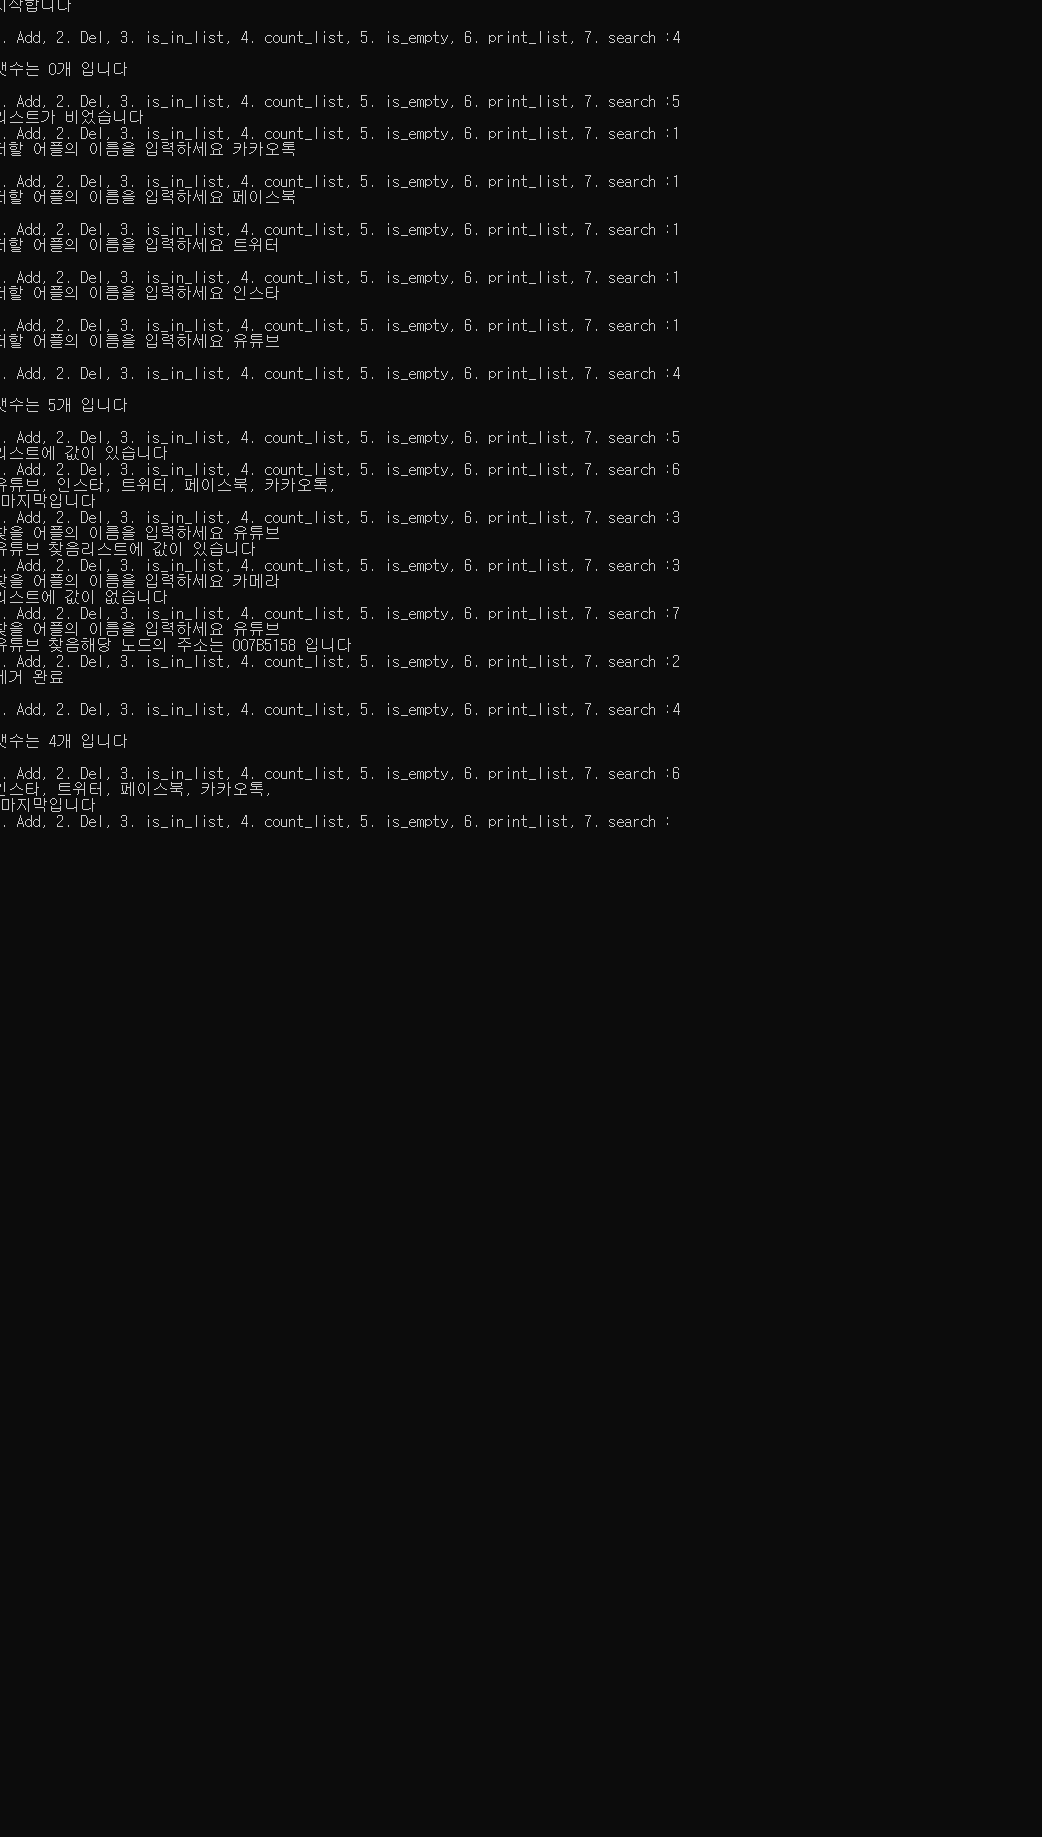 시작합니다
. Add, 2. Del, 3. is_in_list, 4. count_list, 5. is_empty, 6. print_list, 7. search :4
갯수는 0개 입니다
. Add, 2. Del, 3. is_in_list, 4. count_list, 5. is_empty, 6. print_list, 7. search :5
리스트가 비었습니다
. Add, 2. Del, 3. is_in_list, 4. count_list, 5. is_empty, 6. print_list, 7. search :1
더할 어플의 이름을 입력하세요 카카오톡
. Add, 2. Del, 3. is_in_list, 4. count_list, 5. is_empty, 6. print_list, 7. search :1
더할 어플의 이름을 입력하세요 페이스북
. Add, 2. Del, 3. is_in_list, 4. count_list, 5. is_empty, 6. print_list, 7. search :1
더할 어플의 이름을 입력하세요 트위터
. Add, 2. Del, 3. is_in_list, 4. count_list, 5. is_empty, 6. print_list, 7. search :1
더할 어플의 이름을 입력하세요 인스타
. Add, 2. Del, 3. is_in_list, 4. count_list, 5. is_empty, 6. print_list, 7. search :1
더할 어플의 이름을 입력하세요 유튜브
. Add, 2. Del, 3. is_in_list, 4. count_list, 5. is_empty, 6. print_list, 7. search :4
갯수는 5개 입니다
. Add, 2. Del, 3. is_in_list, 4. count_list, 5. is_empty, 6. print_list, 7. search :5
리스트에 값이 있습니다
. Add, 2. Del, 3. is_in_list, 4. count_list, 5. is_empty, 6. print_list, 7. search :6
유튜브, 인스타, 트위터, 페이스북, 카카오톡,
마지막입니다
. Add, 2. Del, 3. is_in_list, 4. count_list, 5. is_empty, 6. print_list, 7. search :3
찾을 어플의 이름을 입력하세요 유튜브
유튜브 찾음리스트에 값이 있습니다
. Add, 2. Del, 3. is_in_list, 4. count_list, 5. is_empty, 6. print_list, 7. search :3
찾을 어플의 이름을 입력하세요 카메라
리스트에 값이 없습니다
. Add, 2. Del, 3. is_in_list, 4. count_list, 5. is_empty, 6. print_list, 7. search :7
찾을 어플의 이름을 입력하세요 유튜브
유튜브 찾음해당 노드의 주소는 007B5158 입니다
. Add, 2. Del, 3. is_in_list, 4. count_list, 5. is_empty, 6. print_list, 7. search :2
제거 완료
. Add, 2. Del, 3. is_in_list, 4. count_list, 5. is_empty, 6. print_list, 7. search :4
갯수는 4개 입니다
. Add, 2. Del, 3. is_in_list, 4. count_list, 5. is_empty, 6. print_list, 7. search :6
인스타, 트위터, 페이스북, 카카오톡,
마지막입니다
. Add, 2. Del, 3. is_in_list, 4. count_list, 5. is_empty, 6. print_list, 7. search :